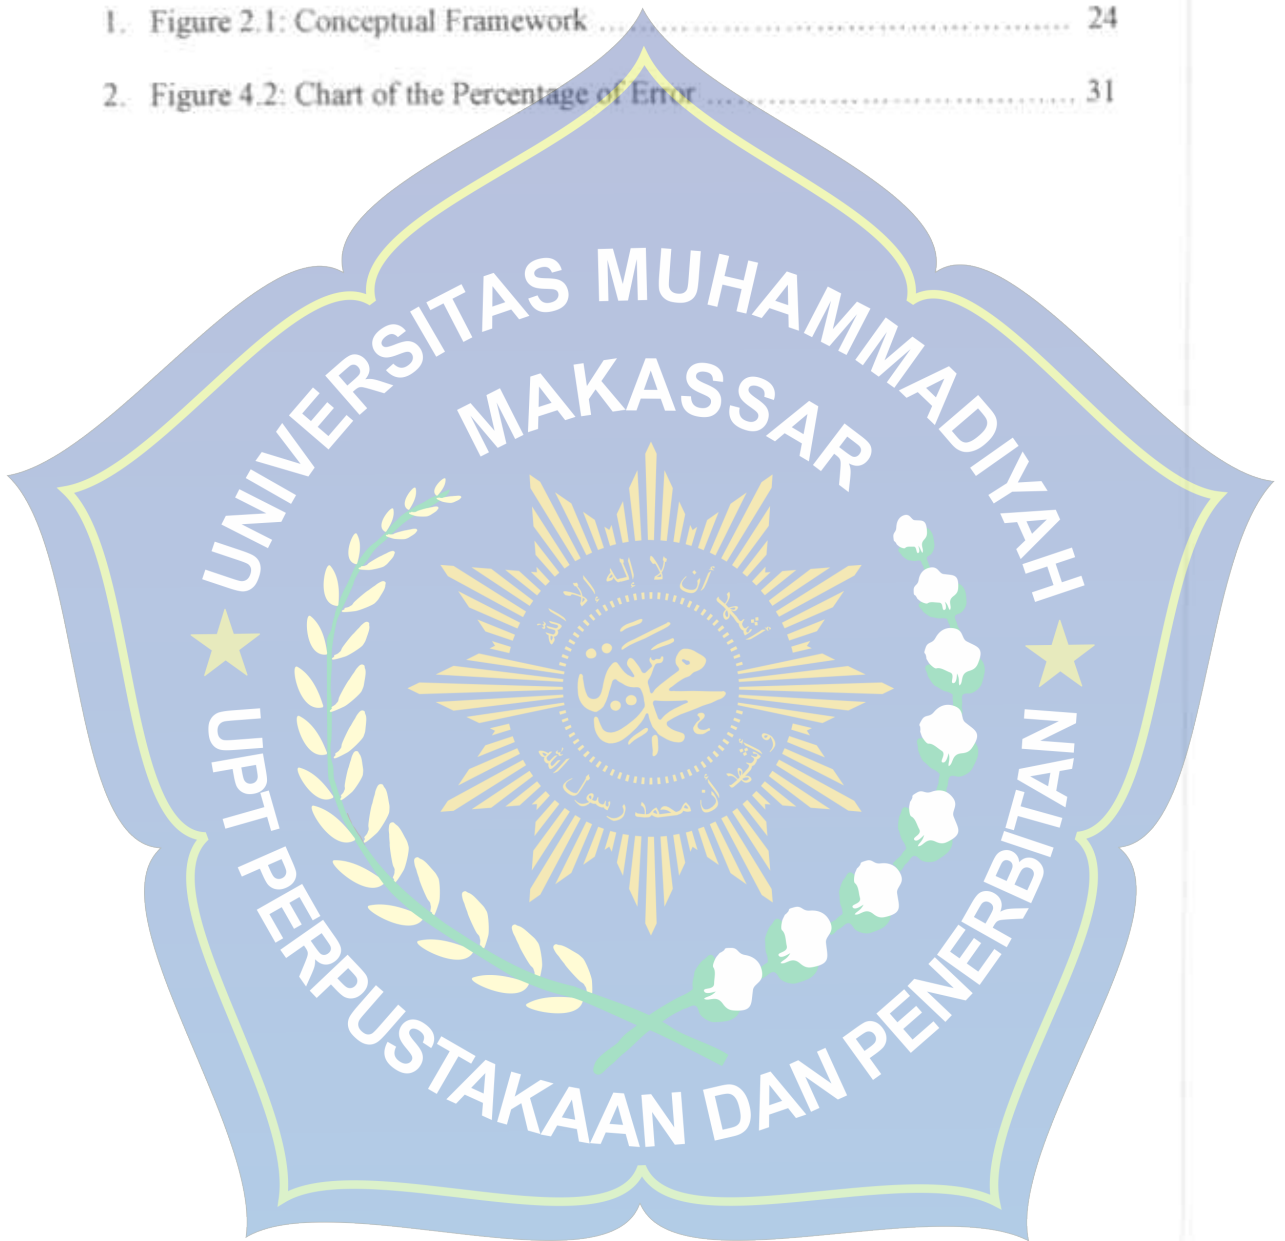 1. Figure 2.1: Conceptual Framework ........................................................ 24
2. Figure 4.2: Chart of the Percentage of Error ............................................ 31
UNIVERSITAS MUHAMMADIYAH
MAKASSAR
أشهد أن لا إله إلا الله
محمدية
وأشهد أن محمد رسول الله
UPT PERPUSTAKAAN DAN PENERBITAN